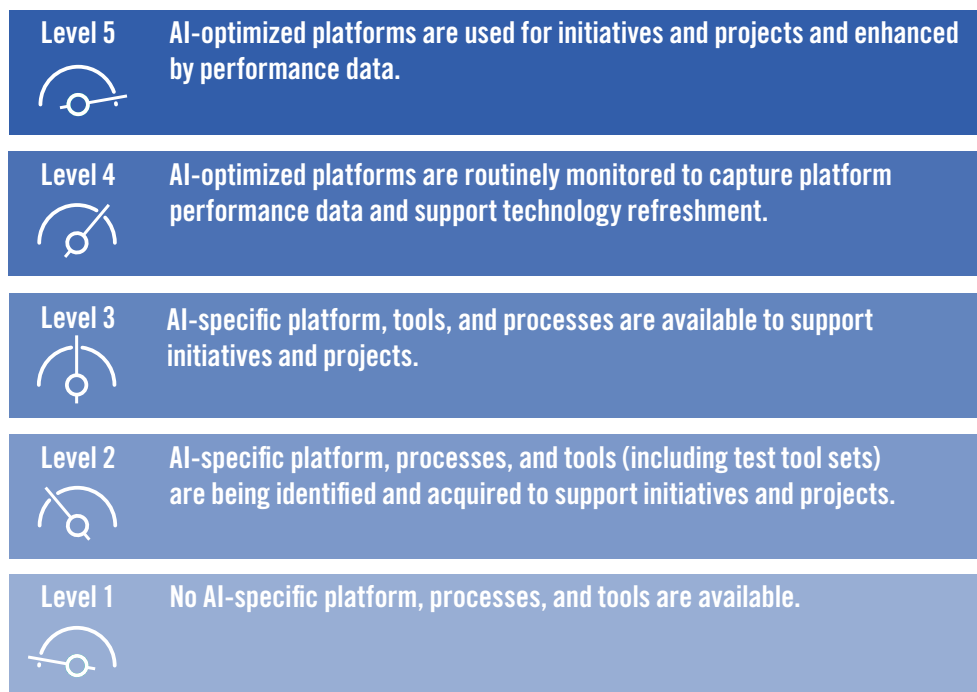 Level 5
AI-optimized platforms are used for initiatives and projects and enhanced
by performance data.
Level 4
AI-optimized platforms are routinely monitored to capture platform
performance data and support technology refreshment.
Level 3
AI-specific platform, tools, and processes are available to support
initiatives and projects.
Level 2
AI-specific platform, processes, and tools (including test tool sets)
are being identified and acquired to support initiatives and projects.
Level 1
No AI-specific platform, processes, and tools are available.